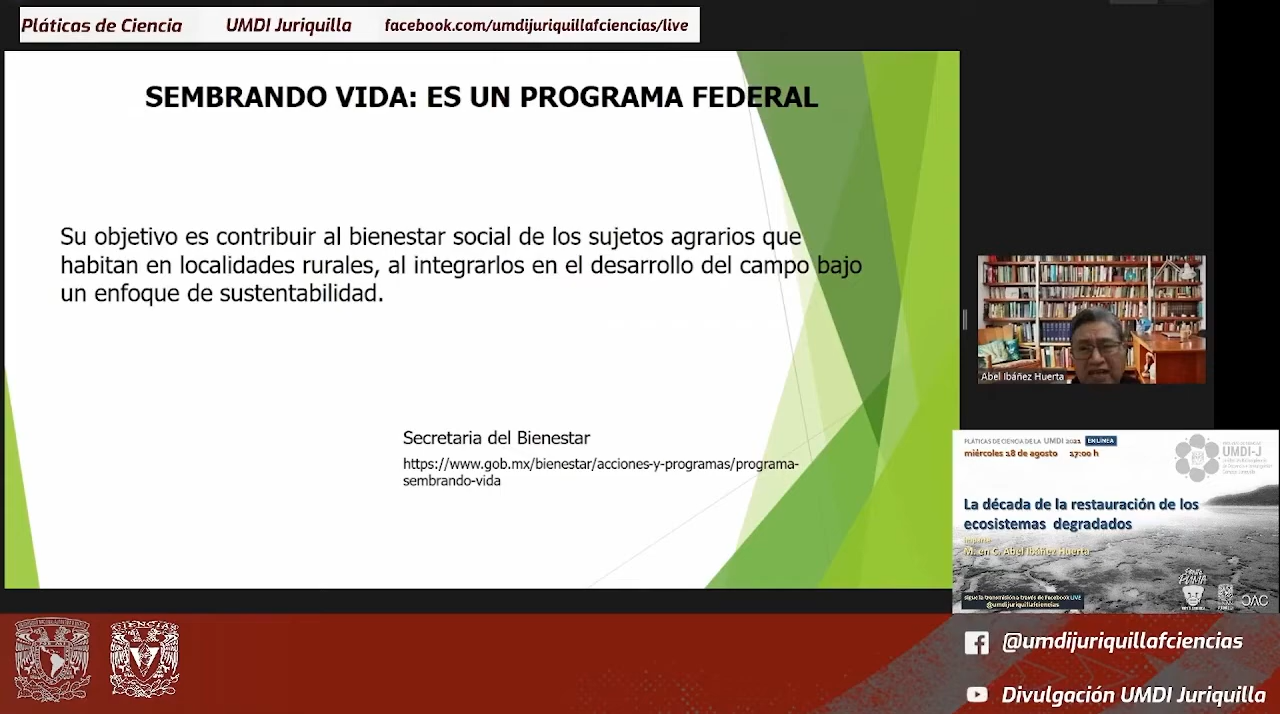 Pláticas de Ciencia UMDI Juriquilla facebook.com/umdijuriquillafciencias/live
SEMBRANDO VIDA: ES UN PROGRAMA FEDERAL
Su objetivo es contribuir al bienestar social de los sujetos agrarios que
habitan en localidades rurales, al integrarlos en el desarrollo del campo bajo
un enfoque de sustentabilidad.
Secretaria del Bienestar
https://www.gob.mx/bienestar/acciones-y-programas/programa-
sembrando-vida
Abel Ibáñez Huerta
PLÁTICAS DE CIENCIA DE LA UMDI 2021 EN LÍNEA
miércoles 18 de agosto 17:00 h
UMDI-J
La década de la restauración de los
ecosistemas degradados
Imparte
M. en C. Abel Ibáñez Huerta
sigue la transmisión a través de Facebook LIVE
@umdijuriquillafciencias
@umdijuriquillafciencias
Divulgación UMDI Juriquilla